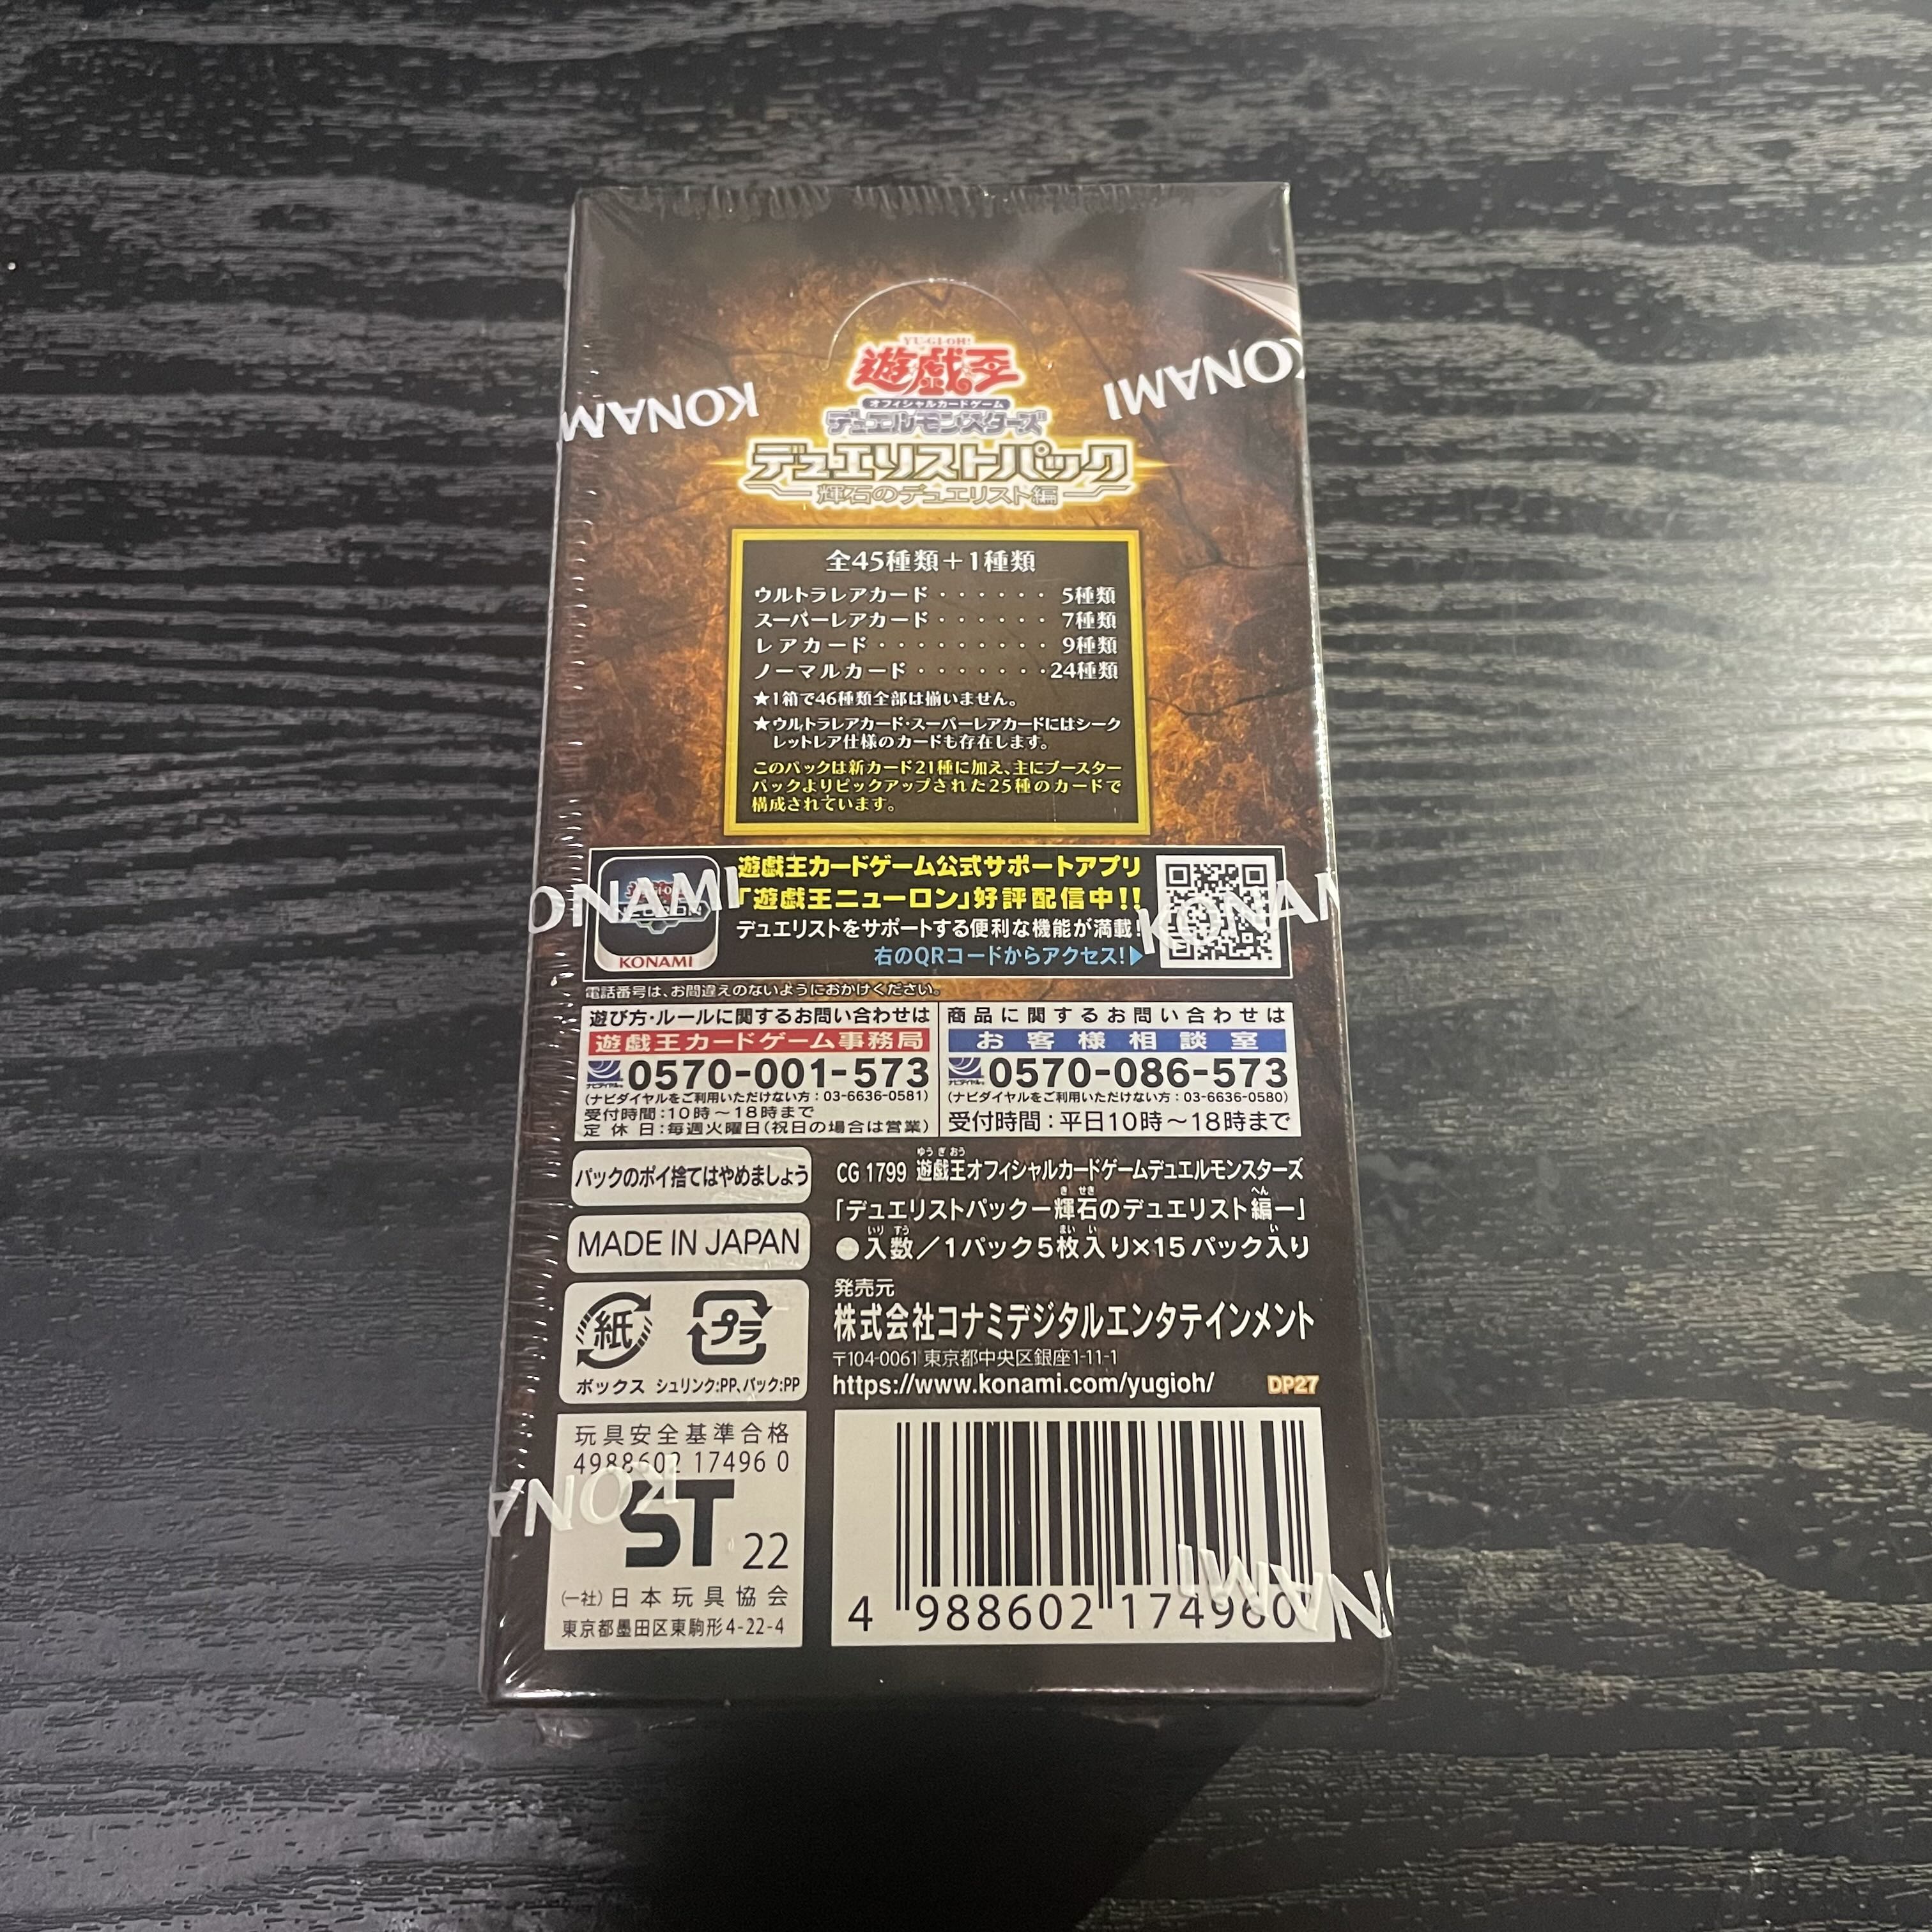 YU-GI-OH!
遊戯王
オフィシャルカードゲーム
デュエルモンスターズ
デュエリストパック
輝石のデュエリスト編
KONAMI
KONAMI
全45種類+1種類
ウルトラレアカード・・・・・・5種類
スーパーレアカード・・・・・・7種類
レアカード・・・・・・・・・9種類
ノーマルカード・・・・・・・24種類
★1箱で46種類全部は揃いません。
★ウルトラレアカード・スーパーレアカードにはシーク
レットレア仕様のカードも存在します。
このパックは新カード21種に加え、主にブースター
パックよりピックアップされた25種のカードで
構成されています。
遊戯王カードゲーム公式サポートアプリ
「遊戯王ニューロン」好評配信中!!
デュエリストをサポートする便利な機能が満載!
右のQRコードからアクセス!▶
KONAMI
KONAMI
KONAMI
電話番号は、お間違えのないようにおかけください。
遊び方・ルールに関するお問い合わせは
遊戯王カードゲーム事務局
ナビダイヤル
0570-001-573
(ナビダイヤルをご利用いただけない方:03-6636-0581)
受付時間:10時〜18時まで
定休日:毎週火曜日(祝日の場合は営業)
商品に関するお問い合わせは
お客様相談室
ナビダイヤル
0570-086-573
(ナビダイヤルをご利用いただけない方:03-6636-0580)
受付時間:平日10時〜18時まで
パックのポイ捨てはやめましょう
MADE IN JAPAN
紙
プラ
ボックス シュリンク:PP、パック:PP
CG 1799 遊戯王オフィシャルカードゲームデュエルモンスターズ
「デュエリストパックー輝石のデュエリスト編ー」
●入数/1パック5枚入り×15パック入り
発売元
株式会社コナミデジタルエンタテインメント
〒104-0061 東京都中央区銀座1-11-1
https://www.konami.com/yugioh/
DP27
玩具安全基準合格
4988602 17496 0
ST 22
(一社)日本玩具協会
東京都墨田区東駒形4-22-4
KONA
4 988602 174960
NAMI